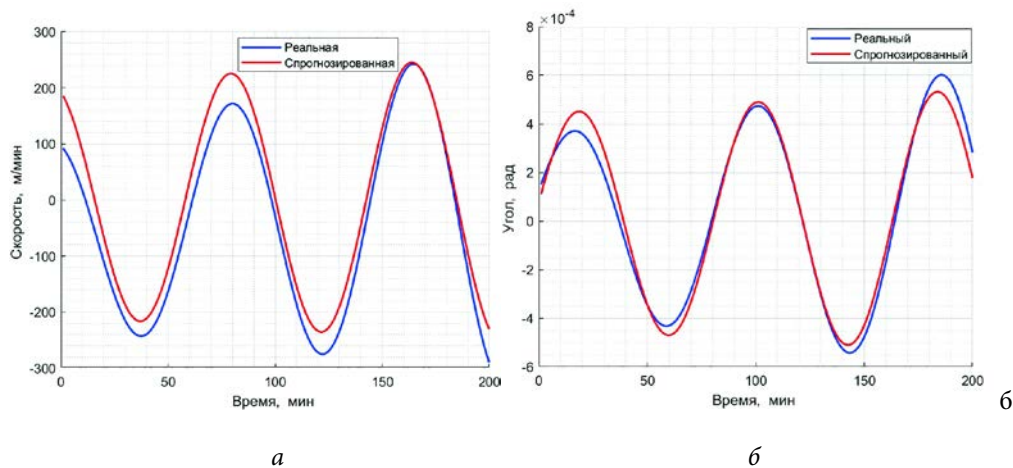 300
200
100
0
-100
-200
-300
Скорость, м/мин
Реальная
Спрогнозированная
0 50 100 150 200
Время, мин
×10-4
8
6
4
2
0
-2
-4
-6
Угол, рад
Реальный
Спрогнозированный
0 50 100 150 200
Время, мин
б
а
б